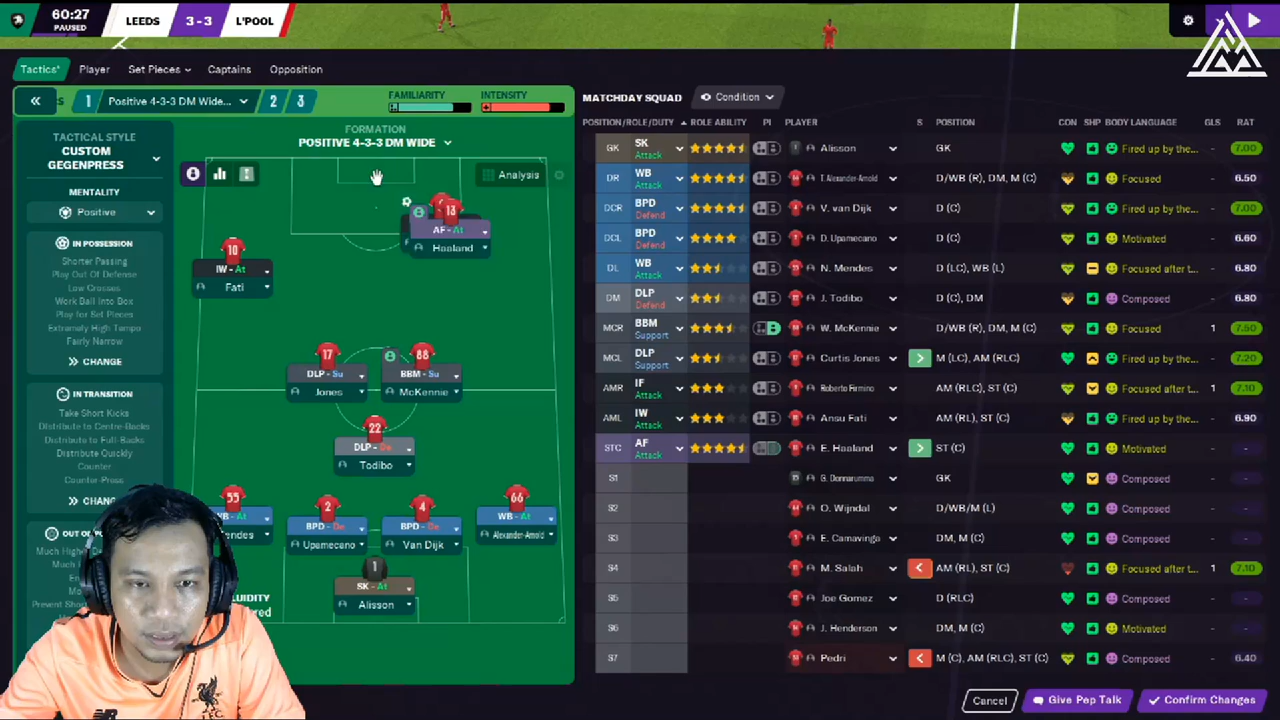 60:27
PAUSED
LEEDS
3 - 3
L'POOL
Tactics*
Player
Set Pieces
Captains
Opposition
1
Positive 4-3-3 DM Wide...
2
3
FAMILIARITY
INTENSITY
TACTICAL STYLE
CUSTOM
GEGENPRESS
MENTALITY
Positive
IN POSSESSION
Shorter Passing
Play Out Of Defense
Low Crosses
Work Ball Into Box
Play for Set Pieces
Extremely High Tempo
Fairly Narrow
CHANGE
IN TRANSITION
Take Short Kicks
Distribute to Centre-Backs
Distribute to Full-Backs
Distribute Quickly
Counter
Counter-Press
FORMATION
POSITIVE 4-3-3 DM WIDE
Analysis
13
AF - At
Haaland
10
IW - At
Fati
17
DLP - Su
Jones
88
BBM - Su
McKennie
22
DLP - De
Todibo
55
2
BPD - De
Upamecano
4
BPD - De
Van Dijk
66
WB - At
Alexander-Arnold
1
SK - At
Alisson
MATCHDAY SQUAD
Condition
POSITION/ROLE/DUTY ROLE ABILITY PI PLAYER S POSITION CON SHP BODY LANGUAGE GLS RAT
GK SK Attack Alisson GK Fired up by the... - 7.00
DR WB Attack T. Alexander-Arnold D/WB (R), DM, M (C) Focused - 6.50
DCR BPD Defend V. van Dijk D (C) Fired up by the... - 7.00
DCL BPD Defend D. Upamecano D (C) Motivated - 6.60
DL WB Attack N. Mendes D (LC), WB (L) Focused after t... - 6.80
DM DLP Defend J. Todibo D (C), DM Composed - 6.80
MCR BBM Support W. McKennie D/WB (R), DM, M (C) Focused 1 7.50
MCL DLP Support Curtis Jones M (LC), AM (RLC) Fired up by the... - 7.20
AMR IF Attack Roberto Firmino AM (RLC), ST (C) Focused after t... 1 7.10
AML IW Attack Ansu Fati AM (RL), ST (C) Fired up by the... - 6.90
STC AF Attack E. Haaland ST (C) Motivated - -
S1 G. Donnarumma GK Composed - -
S2 O. Wijndal D/WB/M (L) Composed - -
S3 E. Camavinga DM, M (C) Composed - -
S4 M. Salah AM (RL), ST (C) Focused after t... 1 7.10
S5 Joe Gomez D (RLC) Composed - -
S6 J. Henderson DM, M (C) Motivated - -
S7 Pedri M (C), AM (RLC), ST (C) Composed - 6.40
Cancel
Give Pep Talk
Confirm Changes